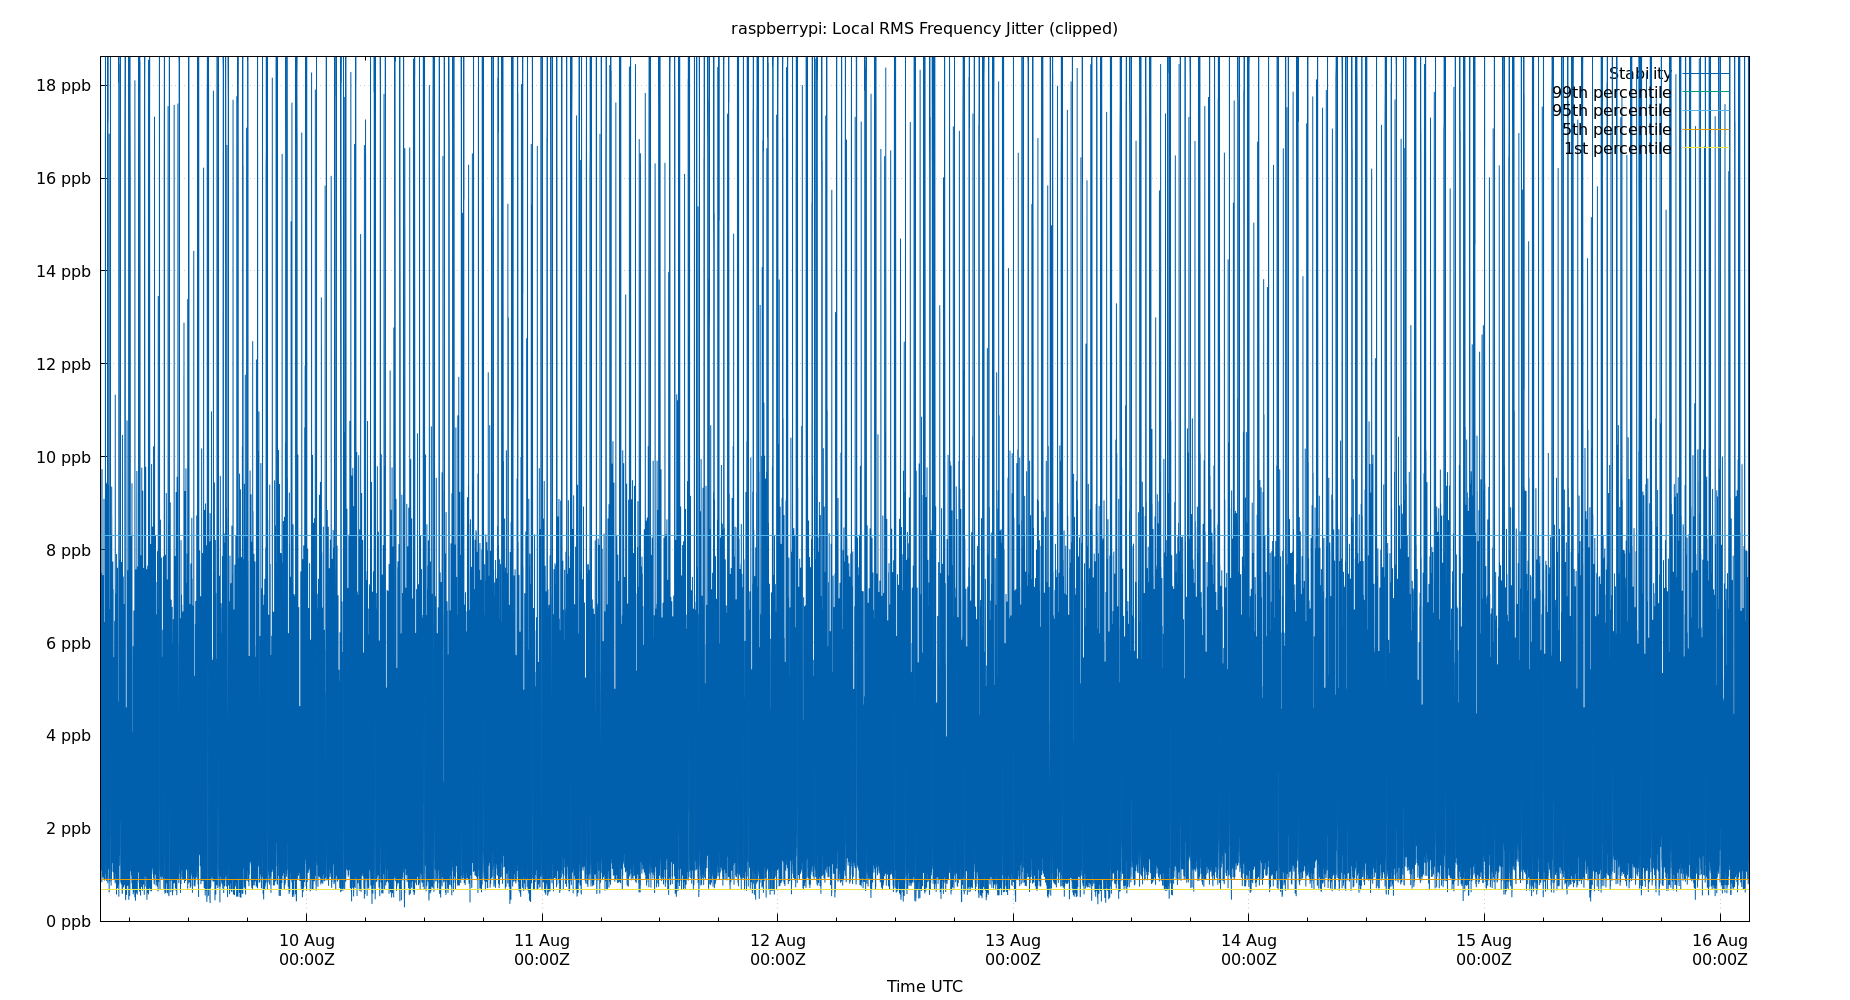 raspberrypi: Local RMS Frequency Jitter (clipped)
18 ppb
16 ppb
14 ppb
12 ppb
10 ppb
8 ppb
6 ppb
4 ppb
2 ppb
0 ppb
Stability
99th percentile
95th percentile
5th percentile
1st percentile
10 Aug
00:00Z
11 Aug
00:00Z
12 Aug
00:00Z
13 Aug
00:00Z
14 Aug
00:00Z
15 Aug
00:00Z
16 Aug
00:00Z
Time UTC